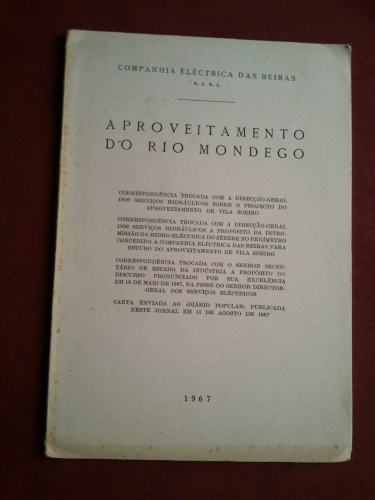 COMPANHIA ELÉCTRICA DAS BEIRAS
S. A. R. L.
APROVEITAMENTO
DO RIO MONDEGO
CORRESPONDÊNCIA TROCADA COM A DIRECÇÃO-GERAL
DOS SERVIÇOS HIDRÁULICOS SOBRE O PROJECTO DO
APROVEITAMENTO DE VILA SOEIRO
CORRESPONDÊNCIA TROCADA COM A DIRECÇÃO-GERAL
DOS SERVIÇOS HIDRÁULICOS A PROPÓSITO DA INTRO-
MISSÃO DA HIDRO-ELÉCTRICA DO ZÊZERE NO PERÍMETRO
CONCEDIDO À COMPANHIA ELÉCTRICA DAS BEIRAS PARA
ESTUDO DO APROVEITAMENTO DE VILA SOEIRO
CORRESPONDÊNCIA TROCADA COM O SENHOR SECRE-
TÁRIO DE ESTADO DA INDÚSTRIA A PROPÓSITO DO
DISCURSO PRONUNCIADO POR SUA EXCELÊNCIA
EM 19 DE MAIO DE 1967, NA POSSE DO SENHOR DIRECTOR-
-GERAL DOS SERVIÇOS ELÉCTRICOS
CARTA ENVIADA AO «DIÁRIO POPULAR» PUBLICADA
NESTE JORNAL EM 11 DE AGOSTO DE 1967
1967